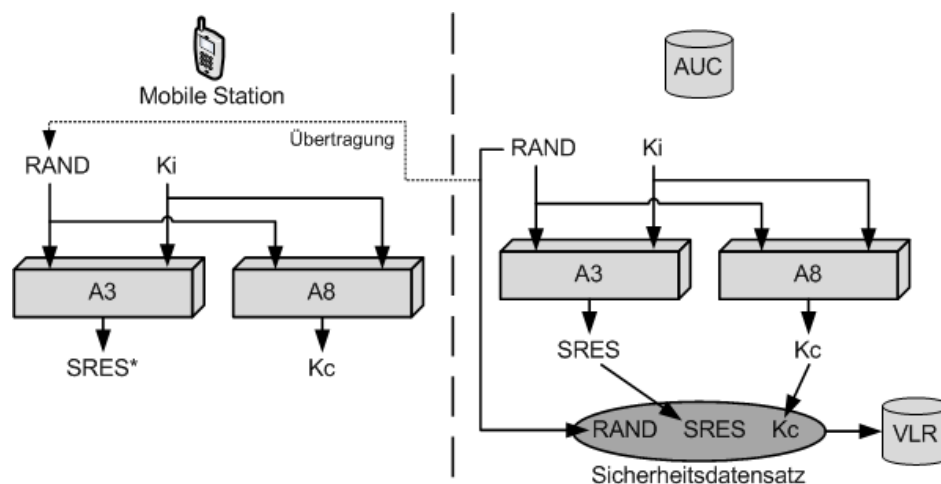 Mobile Station
AUC
Übertragung
RAND
Ki
RAND
Ki
A3
A8
A3
A8
SRES*
Kc
SRES
Kc
RAND SRES Kc
VLR
Sicherheitsdatensatz